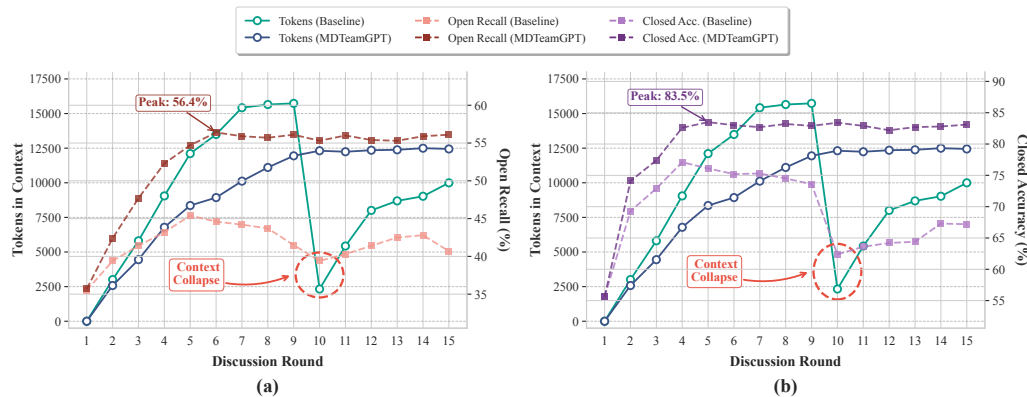 Tokens (Baseline)
Open Recall (Baseline)
Closed Acc. (Baseline)
Tokens (MDTeamGPT)
Open Recall (MDTeamGPT)
Closed Acc. (MDTeamGPT)
Tokens in Context
17500
15000
12500
10000
7500
5000
2500
0
Peak: 56.4%
Context
Collapse
60
55
50
45
40
35
Open Recall (%)
1 2 3 4 5 6 7 8 9 10 11 12 13 14 15
Discussion Round
(a)
Tokens in Context
17500
15000
12500
10000
7500
5000
2500
0
Peak: 83.5%
Context
Collapse
90
85
80
75
70
65
60
55
Closed Accuracy (%)
1 2 3 4 5 6 7 8 9 10 11 12 13 14 15
Discussion Round
(b)